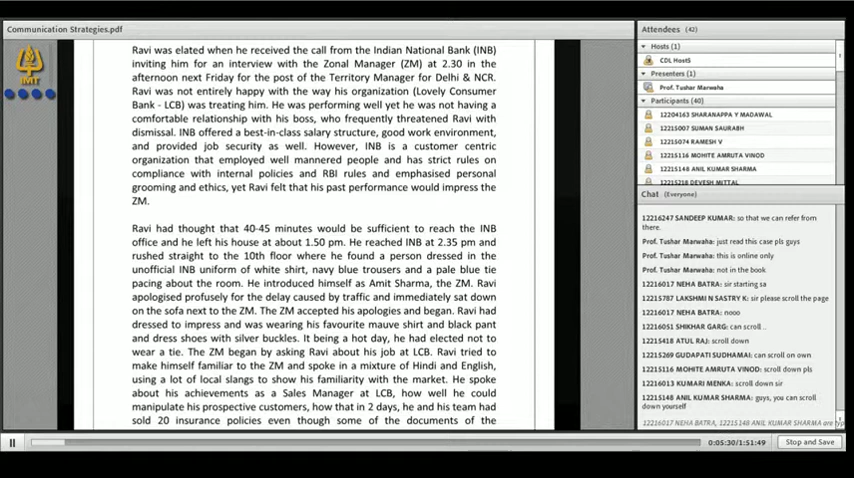 Communication Strategies.pdf
IMT
Ravi was elated when he received the call from the Indian National Bank (INB)
inviting him for an interview with the Zonal Manager (ZM) at 2.30 in the
afternoon next Friday for the post of the Territory Manager for Delhi & NCR.
Ravi was not entirely happy with the way his organization (Lovely Consumer
Bank - LCB) was treating him. He was performing well yet he was not having a
comfortable relationship with his boss, who frequently threatened Ravi with
dismissal. INB offered a best-in-class salary structure, good work environment,
and provided job security as well. However, INB is a customer centric
organization that employed well mannered people and has strict rules on
compliance with internal policies and RBI rules and emphasised personal
grooming and ethics, yet Ravi felt that his past performance would impress the
ZM.
Ravi had thought that 40-45 minutes would be sufficient to reach the INB
office and he left his house at about 1.50 pm. He reached INB at 2.35 pm and
rushed straight to the 10th floor where he found a person dressed in the
unofficial INB uniform of white shirt, navy blue trousers and a pale blue tie
pacing about the room. He introduced himself as Amit Sharma, the ZM. Ravi
apologised profusely for the delay caused by traffic and immediately sat down
on the sofa next to the ZM. The ZM accepted his apologies and began. Ravi had
dressed to impress and was wearing his favourite mauve shirt and black pant
and dress shoes with silver buckles. It being a hot day, he had elected not to
wear a tie. The ZM began by asking Ravi about his job at LCB. Ravi tried to
make himself familiar to the ZM and spoke in a mixture of Hindi and English,
using a lot of local slangs to show his familiarity with the market. He spoke
about his achievements as a Sales Manager at LCB, how well he could
manipulate his prospective customers, how that in 2 days, he and his team had
sold 20 insurance policies even though some of the documents of the
Attendees (42)
Hosts (1)
CDL Host5
Presenters (1)
Prof. Tushar Marwaha
Participants (40)
12204163 SHARANAPPA Y MADAWAL
12215007 SUMAN SAURABH
12215074 RAMESH V
12215116 MOHITE AMRUTA VINOD
12215148 ANIL KUMAR SHARMA
12215218 DEVESH MITTAL
Chat (Everyone)
12216247 SANDEEP KUMAR: so that we can refer from
there.
Prof. Tushar Marwaha: just read this case pls guys
Prof. Tushar Marwaha: this is online only
Prof. Tushar Marwaha: not in the book
12216017 NEHA BATRA: sir starting sa
12215787 LAKSHMI N SASTRY K: sir please scroll the page
12216017 NEHA BATRA: nooo
12216051 SHIKHAR GARG: can scroll..
12215418 ATUL RAJ: scroll down
12215269 GUDAPATI SUDHAMAI: can scroll on own
12215116 MOHITE AMRUTA VINOD: scroll down pls
12216013 KUMARI MENKA: scroll down sir
12215148 ANIL KUMAR SHARMA: guys, you can scroll
down yourself
12216017 NEHA BATRA, 12215148 ANIL KUMAR SHARMA are typ
0:05:30/1:51:49
Stop and Save